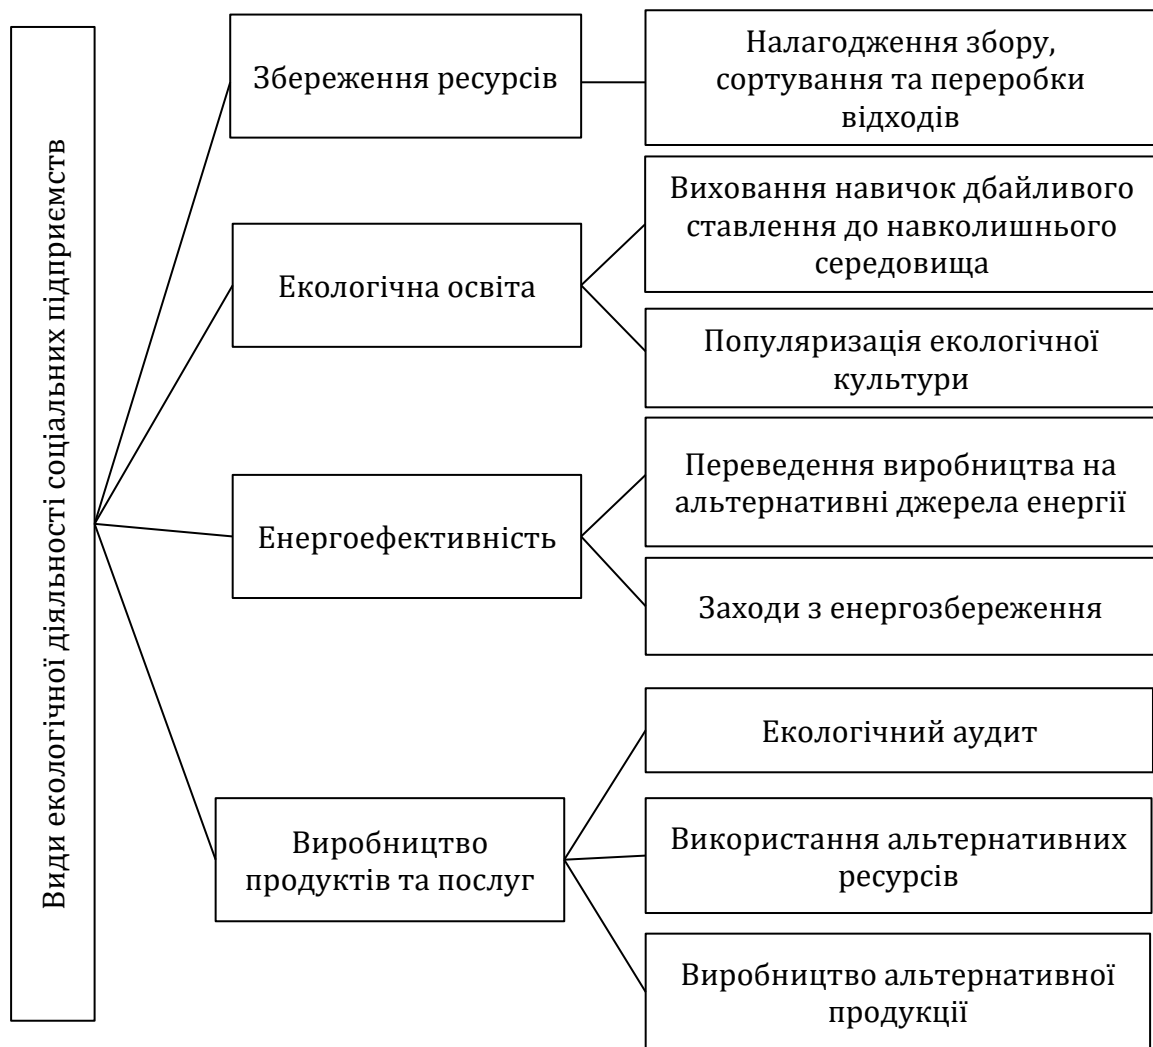 Види екологічної діяльності соціальних підприємств
Збереження ресурсів
Налагодження збору,
сортування та переробки
відходів
Екологічна освіта
Виховання навичок дбайливого
ставлення до навколишнього
середовища
Популяризація екологічної
культури
Енергоефективність
Переведення виробництва на
альтернативні джерела енергії
Заходи з енергозбереження
Виробництво
продуктів та послуг
Екологічний аудит
Використання альтернативних
ресурсів
Виробництво альтернативної
продукції